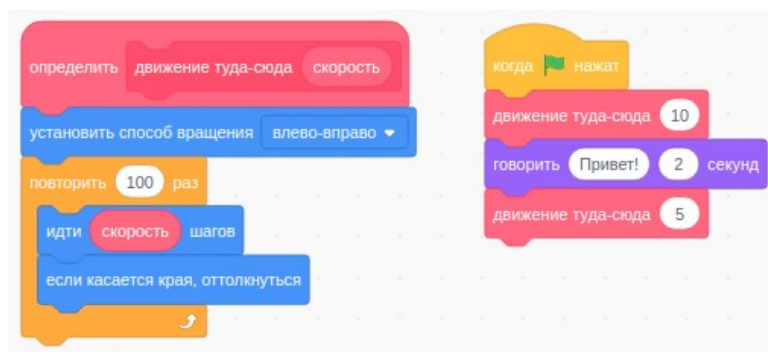 определить движение туда-сюда скорость
установить способ вращения влево-вправо
повторить 100 раз
идти скорость шагов
если касается края, оттолкнуться
когда нажат
движение туда-сюда 10
говорить Привет! 2 секунд
движение туда-сюда 5